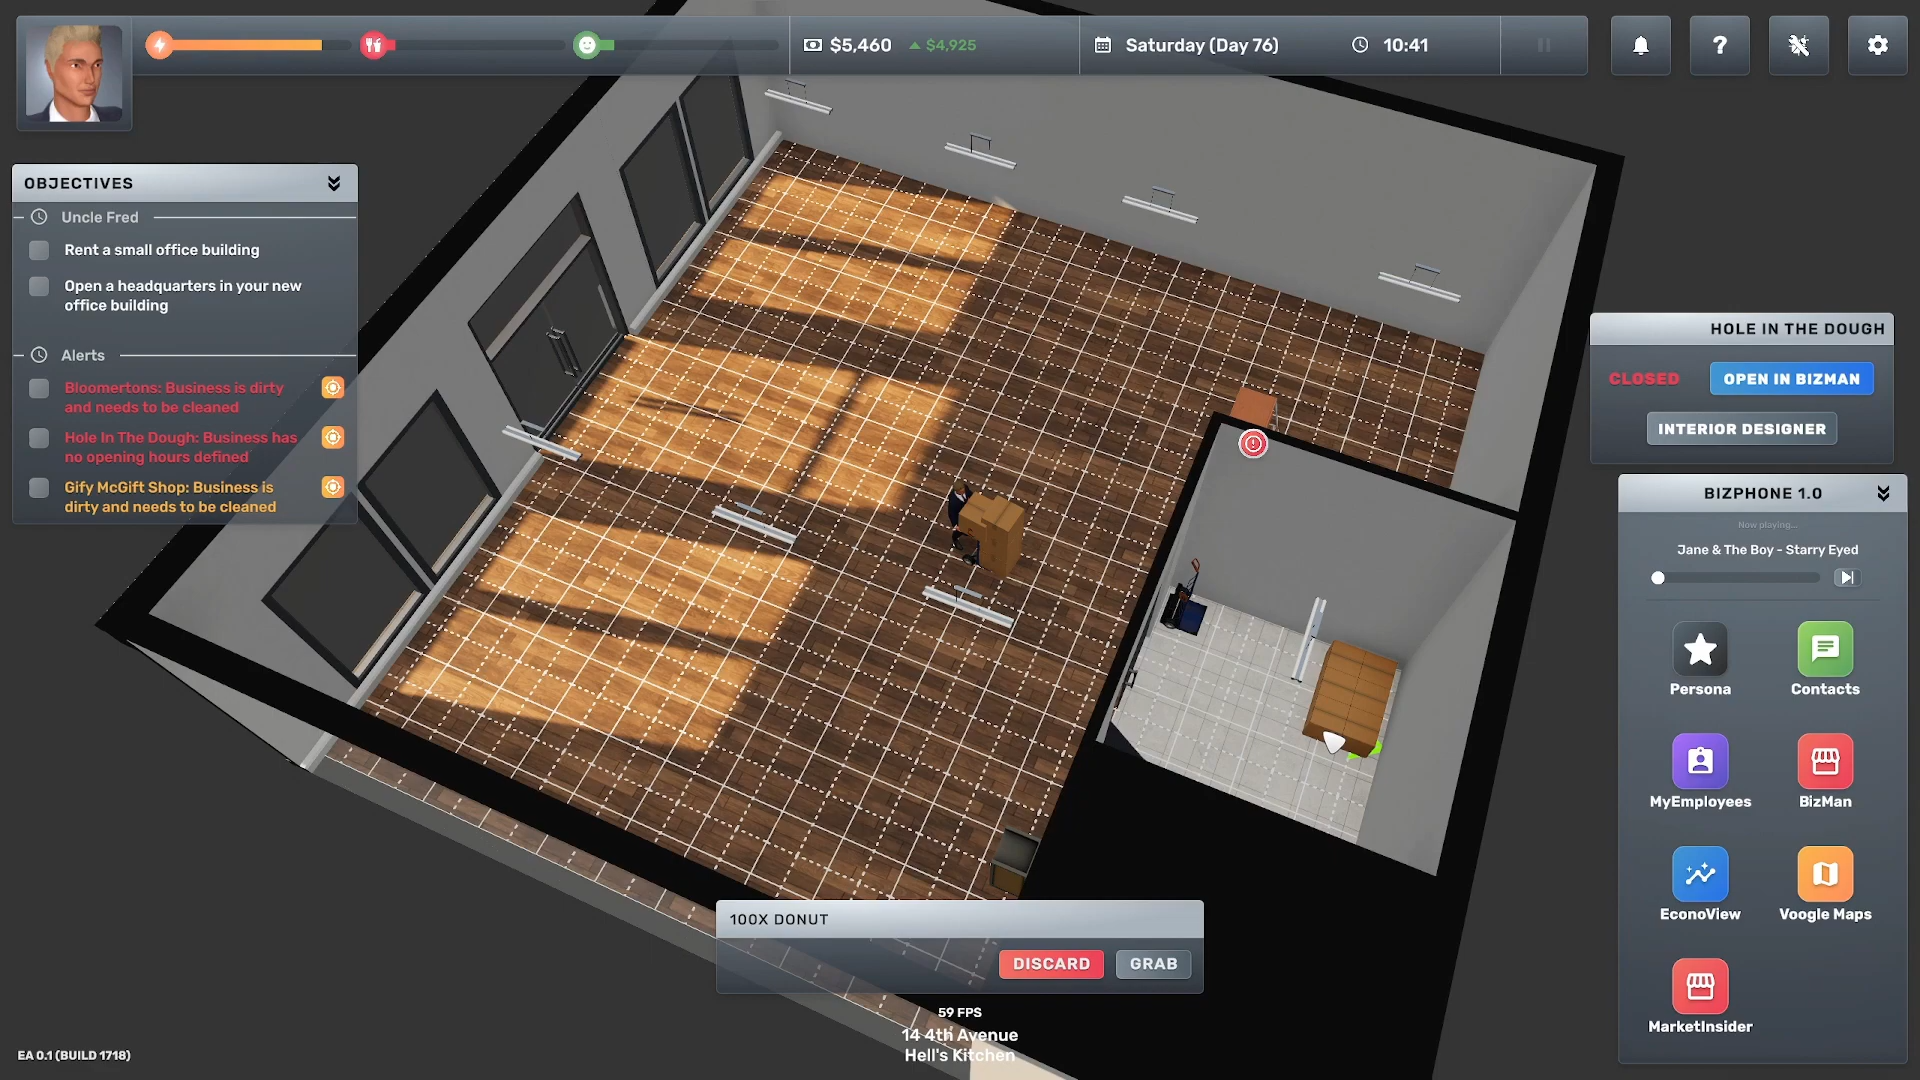 $5,460
$4,925
Saturday (Day 76)
10:41
?
OBJECTIVES
Uncle Fred
Rent a small office building
Open a headquarters in your new
office building
Alerts
Bloomertons: Business is dirty
and needs to be cleaned
Hole In The Dough: Business has
no opening hours defined
Gify McGift Shop: Business is
dirty and needs to be cleaned
HOLE IN THE DOUGH
CLOSED
OPEN IN BIZMAN
INTERIOR DESIGNER
BIZPHONE 1.0
Now playing...
Jane & The Boy - Starry Eyed
Persona
Contacts
MyEmployees
BizMan
EconoView
Voogle Maps
MarketInsider
100X DONUT
DISCARD
GRAB
59 FPS
14 4th Avenue
Hell's Kitchen
EA 0.1 (BUILD 1718)